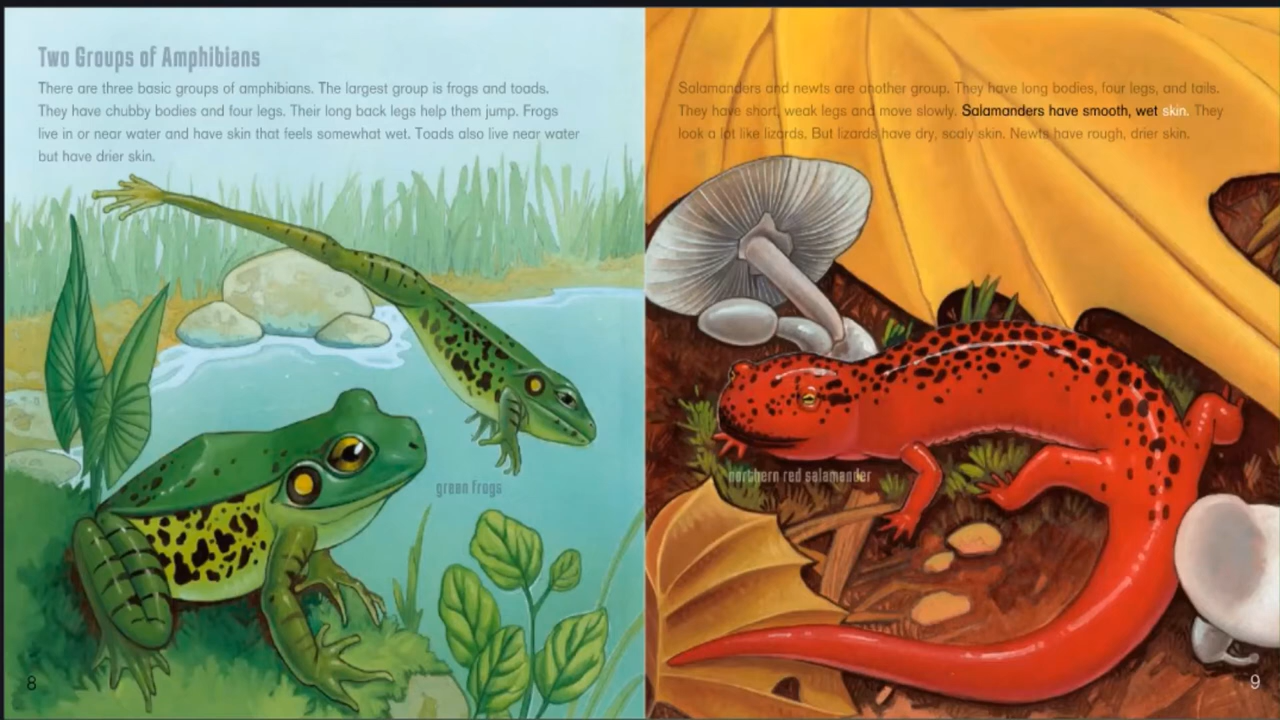 Two Groups of Amphibians
There are three basic groups of amphibians. The largest group is frogs and toads.
They have chubby bodies and four legs. Their long back legs help them jump. Frogs
live in or near water and have skin that feels somewhat wet. Toads also live near water
but have drier skin.
green frogs
8
Salamanders and newts are another group. They have long bodies, four legs, and tails.
They have short, weak legs and move slowly. Salamanders have smooth, wet skin. They
look a lot like lizards. But lizards have dry, scaly skin. Newts have rough, drier skin.
northern red salamander
9